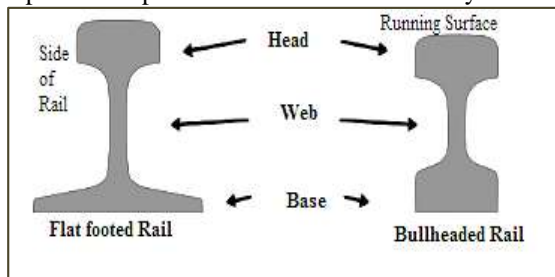 Running Surface
Side
of
Rail
Head
Web
Base
Flat footed Rail
Bullheaded Rail